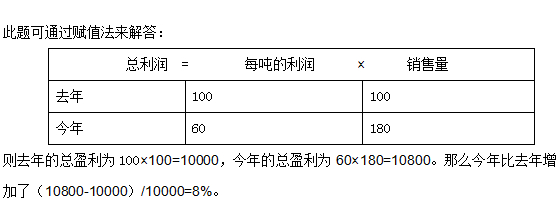 此题可通过赋值法来解答：
总利润 = 每吨的利润 × 销售量
去年 100 100
今年 60 180
则去年的总盈利为 100×100=10000，今年的总盈利为 60×180=10800。那么今年比去年增
加了（10800-10000）/10000=8%。